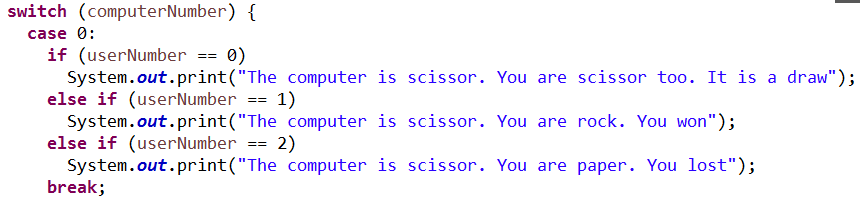 switch (computerNumber) {
case 0:
if (userNumber == 0)
System.out.print("The computer is scissor. You are scissor too. It is a draw");
else if (userNumber == 1)
System.out.print("The computer is scissor. You are rock. You won");
else if (userNumber == 2)
System.out.print("The computer is scissor. You are paper. You lost");
break;